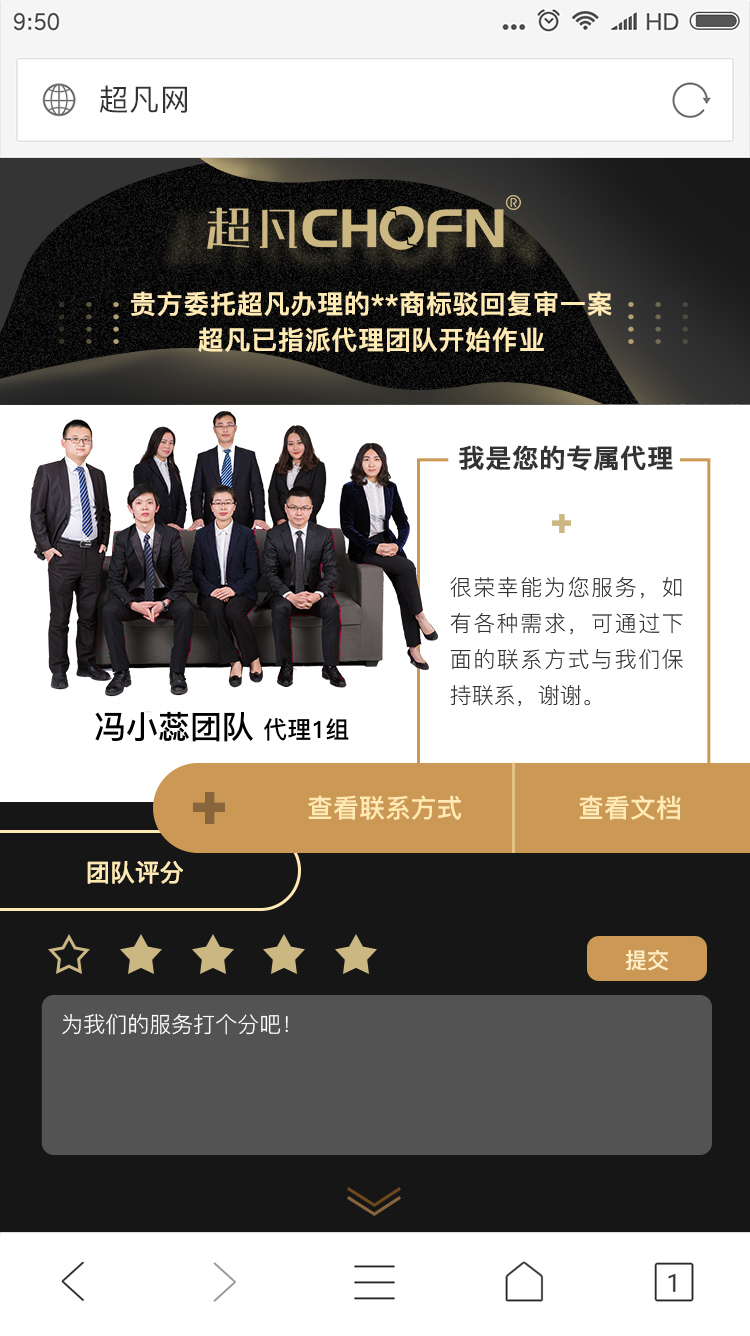 9:50
HD
超凡网
超凡CHOFN®
贵方委托超凡办理的**商标驳回复审一案
超凡已指派代理团队开始作业
我是您的专属代理
很荣幸能为您服务，如
有各种需求，可通过下
面的联系方式与我们保
持联系，谢谢。
冯小蕊团队 代理1组
查看联系方式
查看文档
团队评分
提交
为我们的服务打个分吧！
1